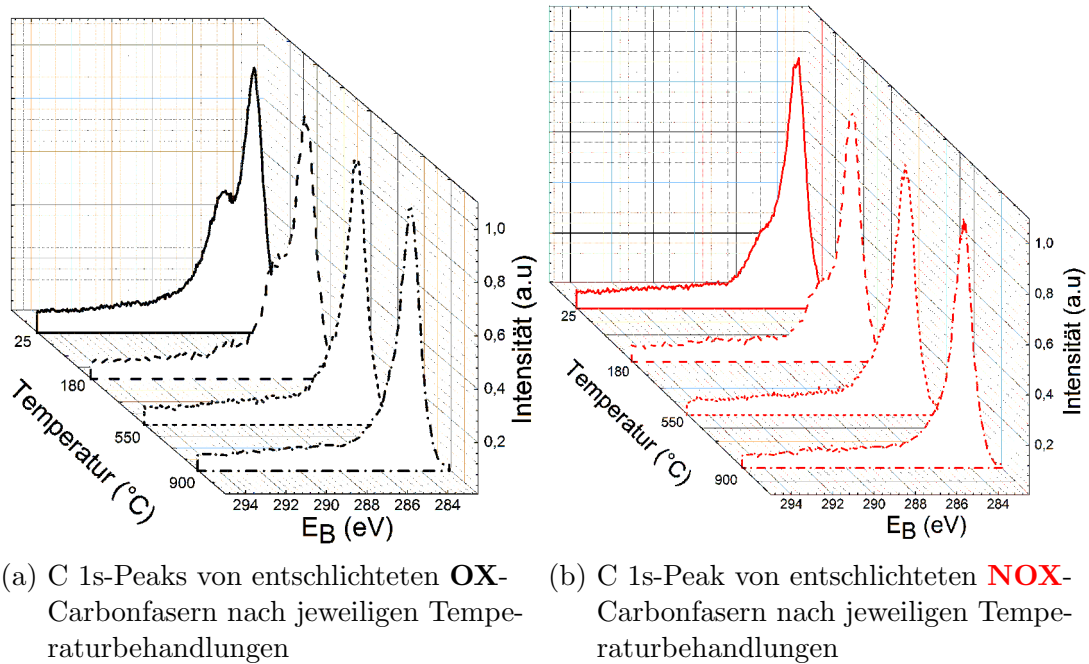 1,0
0,8
0,6
0,4
0,2
Intensität (a.u)
25
180
550
900
Temperatur (°C)
294 292 290 288 286 284
E_B (eV)
1,0
0,8
0,6
0,4
0,2
Intensität (a.u)
25
180
550
900
Temperatur (°C)
294 292 290 288 286 284
E_B (eV)
(a) C 1s-Peaks von entschlichteten OX-
Carbonfasern nach jeweiligen Tempe-
raturbehandlungen
(b) C 1s-Peak von entschlichteten NOX-
Carbonfasern nach jeweiligen Tempe-
raturbehandlungen